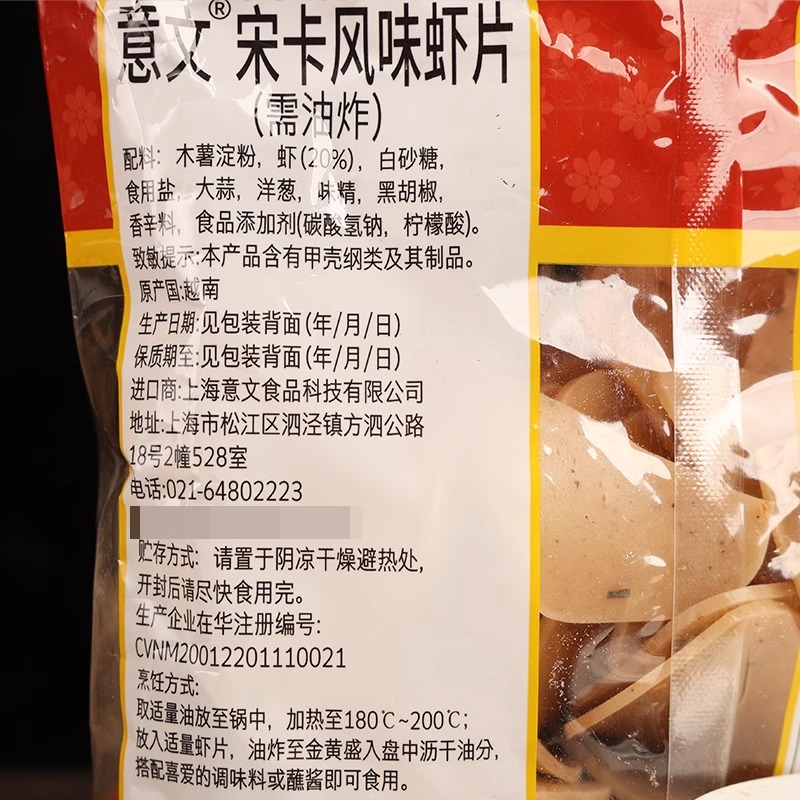 意文®宋卡风味虾片
(需油炸)
配料: 木薯淀粉, 虾(20%), 白砂糖,
食用盐, 大蒜, 洋葱, 味精, 黑胡椒,
香辛料, 食品添加剂(碳酸氢钠, 柠檬酸)。
致敏提示:本产品含有甲壳纲类及其制品。
原产国:越南
生产日期:见包装背面(年/月/日)
保质期至:见包装背面(年/月/日)
进口商:上海意文食品科技有限公司
地址:上海市松江区泗泾镇方泗公路
18号2幢528室
电话:021-64802223
贮存方式: 请置于阴凉干燥避热处,
开封后请尽快食用完。
生产企业在华注册编号:
CVNM20012201110021
烹饪方式:
取适量油放至锅中, 加热至180℃~200℃;
放入适量虾片, 油炸至金黄盛入盘中沥干油分,
搭配喜爱的调味料或蘸酱即可食用。